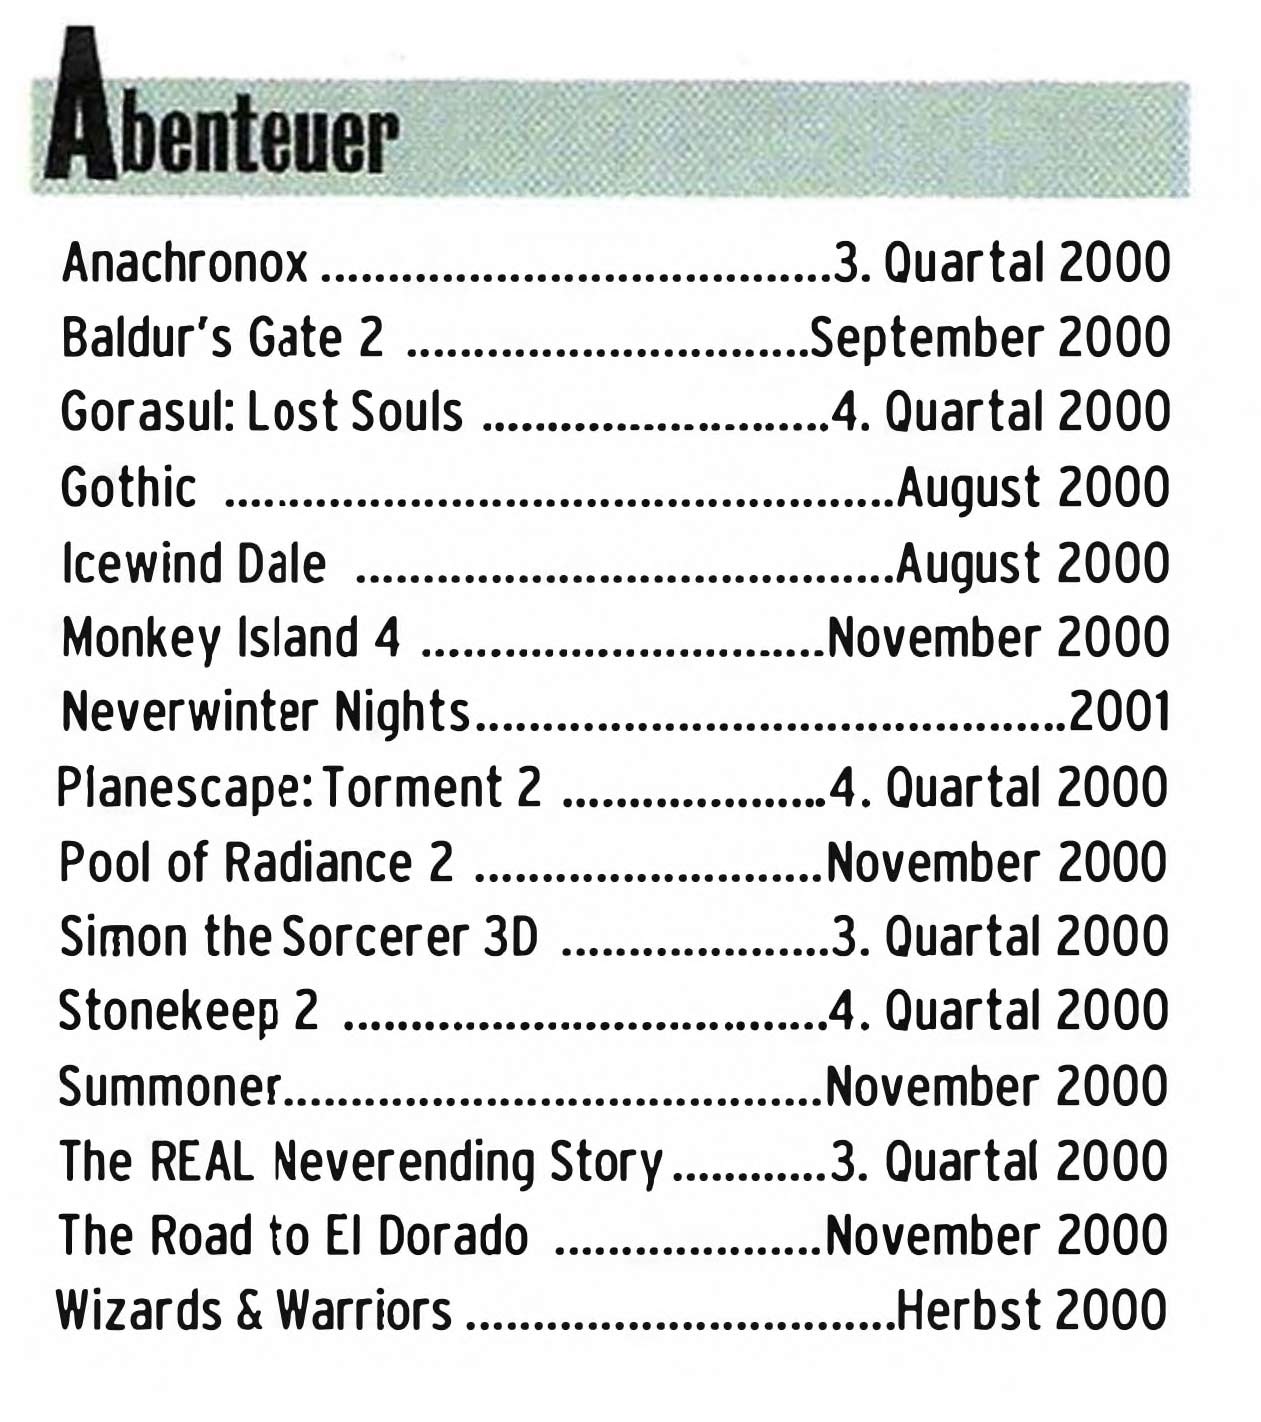 Abenteuer
Anachronox ......................................3. Quartal 2000
Baldur's Gate 2 ..............................September 2000
Gorasul: Lost Souls ..........................4. Quartal 2000
Gothic ..................................................August 2000
Icewind Dale ........................................August 2000
Monkey Island 4 ..............................November 2000
Neverwinter Nights............................................2001
Planescape: Torment 2 ....................4. Quartal 2000
Pool of Radiance 2 ..........................November 2000
Simon the Sorcerer 3D ....................3. Quartal 2000
Stonekeep 2 ....................................4. Quartal 2000
Summoner........................................November 2000
The REAL Neverending Story ............3. Quartal 2000
The Road to El Dorado ....................November 2000
Wizards & Warriors ................................Herbst 2000